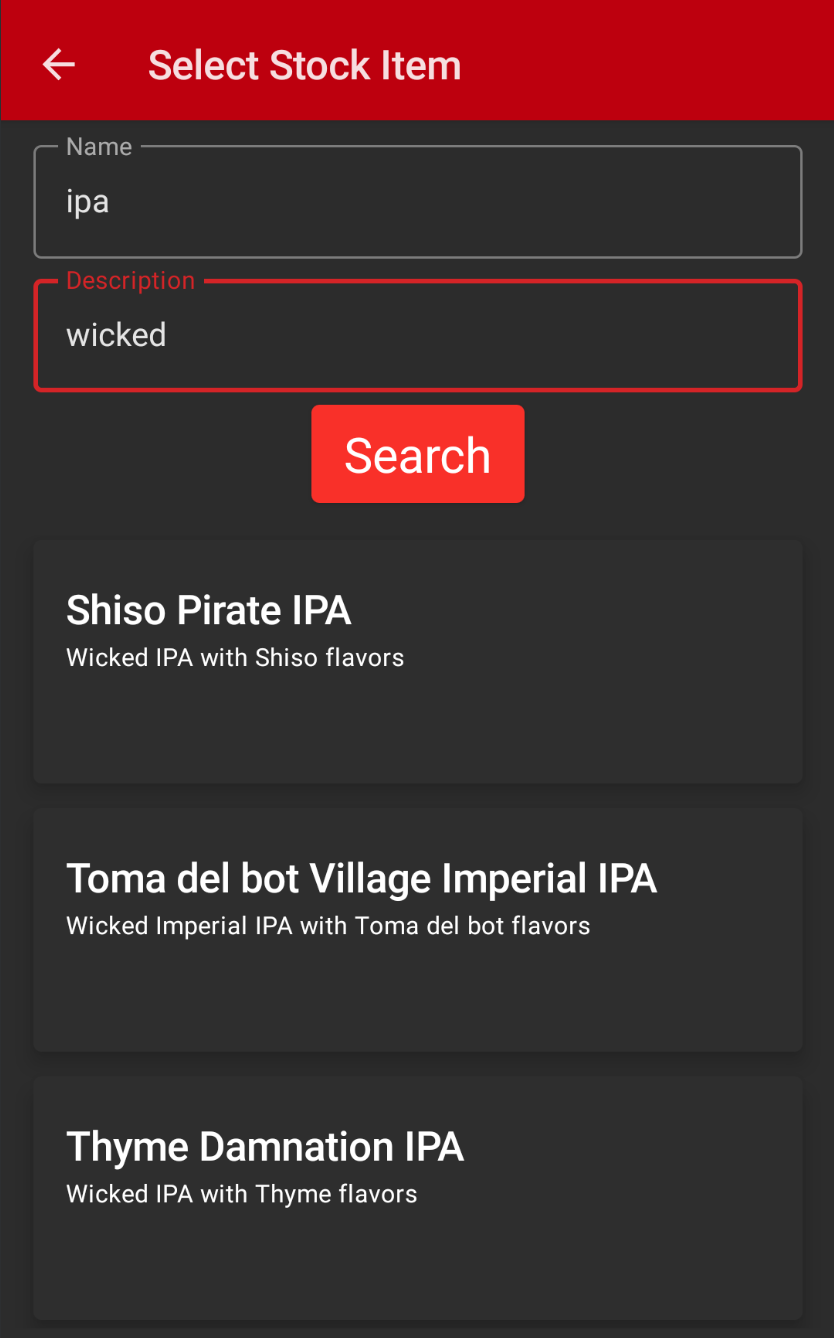 Select Stock Item
Name
ipa
Description
wicked
Search
Shiso Pirate IPA
Wicked IPA with Shiso flavors
Toma del bot Village Imperial IPA
Wicked Imperial IPA with Toma del bot flavors
Thyme Damnation IPA
Wicked IPA with Thyme flavors